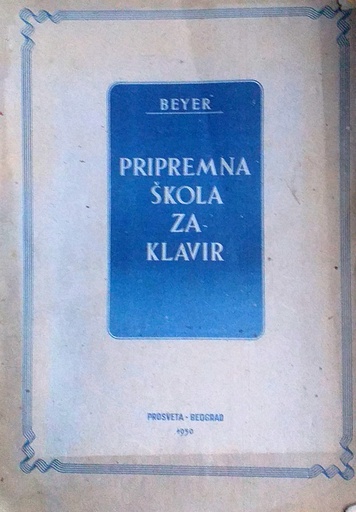 BEYER
PRIPREMNA
ŠKOLA
ZA
KLAVIR
PROSVETA - BEOGRAD
1950